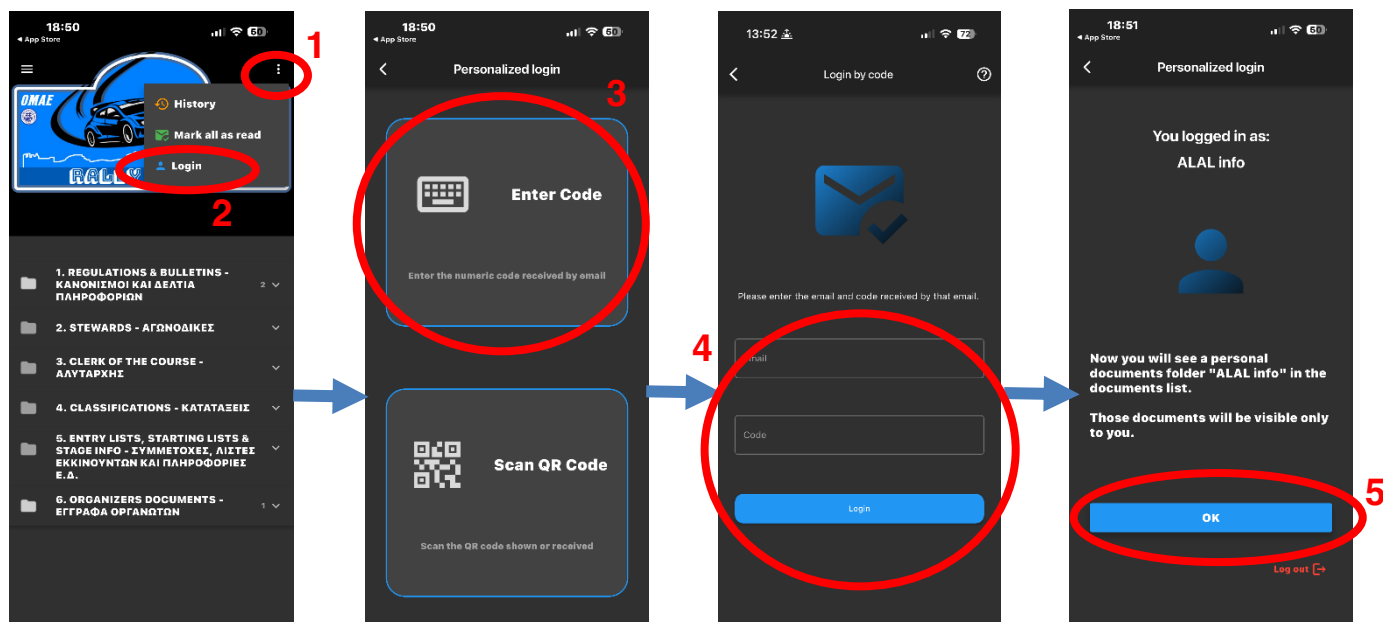 18:50
60
◀ App Store
OMAE
RALLY
History
Mark all as read
Login
1
2
1. REGULATIONS & BULLETINS -
ΚΑΝΟΝΙΣΜΟΙ ΚΑΙ ΔΕΛΤΙΑ
ΠΛΗΡΟΦΟΡΙΩΝ
2
2. STEWARDS - ΑΓΩΝΟΔΙΚΕΣ
3. CLERK OF THE COURSE -
ΑΛΥΤΑΡΧΗΣ
4. CLASSIFICATIONS - ΚΑΤΑΤΑΞΕΙΣ
5. ENTRY LISTS, STARTING LISTS &
STAGE INFO - ΣΥΜΜΕΤΟΧΕΣ, ΛΙΣΤΕΣ
ΕΚΚΙΝΟΥΝΤΩΝ ΚΑΙ ΠΛΗΡΟΦΟΡΙΕΣ
Ε.Δ.
6. ORGANIZERS DOCUMENTS -
ΕΓΓΡΑΦΑ ΟΡΓΑΝΩΤΩΝ
1
18:50
60
◀ App Store
Personalized login
3
Enter Code
Enter the numeric code received by email
Scan QR Code
Scan the QR code shown or received
13:52
72
Login by code
Please enter the email and code received by that email.
4
Email
Code
Login
18:51
60
◀ App Store
Personalized login
You logged in as:
ALAL info
Now you will see a personal
documents folder "ALAL info" in the
documents list.
Those documents will be visible only
to you.
5
OK
Log out